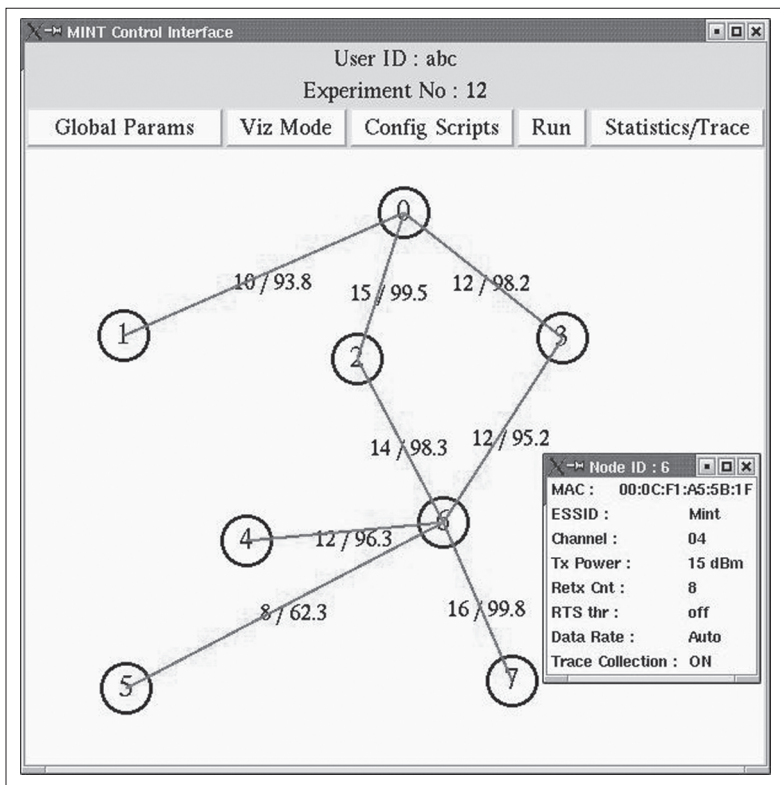 MINT Control Interface
User ID : abc
Experiment No : 12
Global Params Viz Mode Config Scripts Run Statistics/Trace
0
10 / 93.8
15 / 99.5
12 / 98.2
1
2
3
14 / 98.3
12 / 95.2
Node ID : 6
MAC : 00:0C:F1:A5:5B:1F
ESSID : Mint
Channel : 04
Tx Power : 15 dBm
Retx Cnt : 8
RTS thr : off
Data Rate : Auto
Trace Collection : ON
4
12 / 96.3
6
8 / 62.3
16 / 99.8
5
7